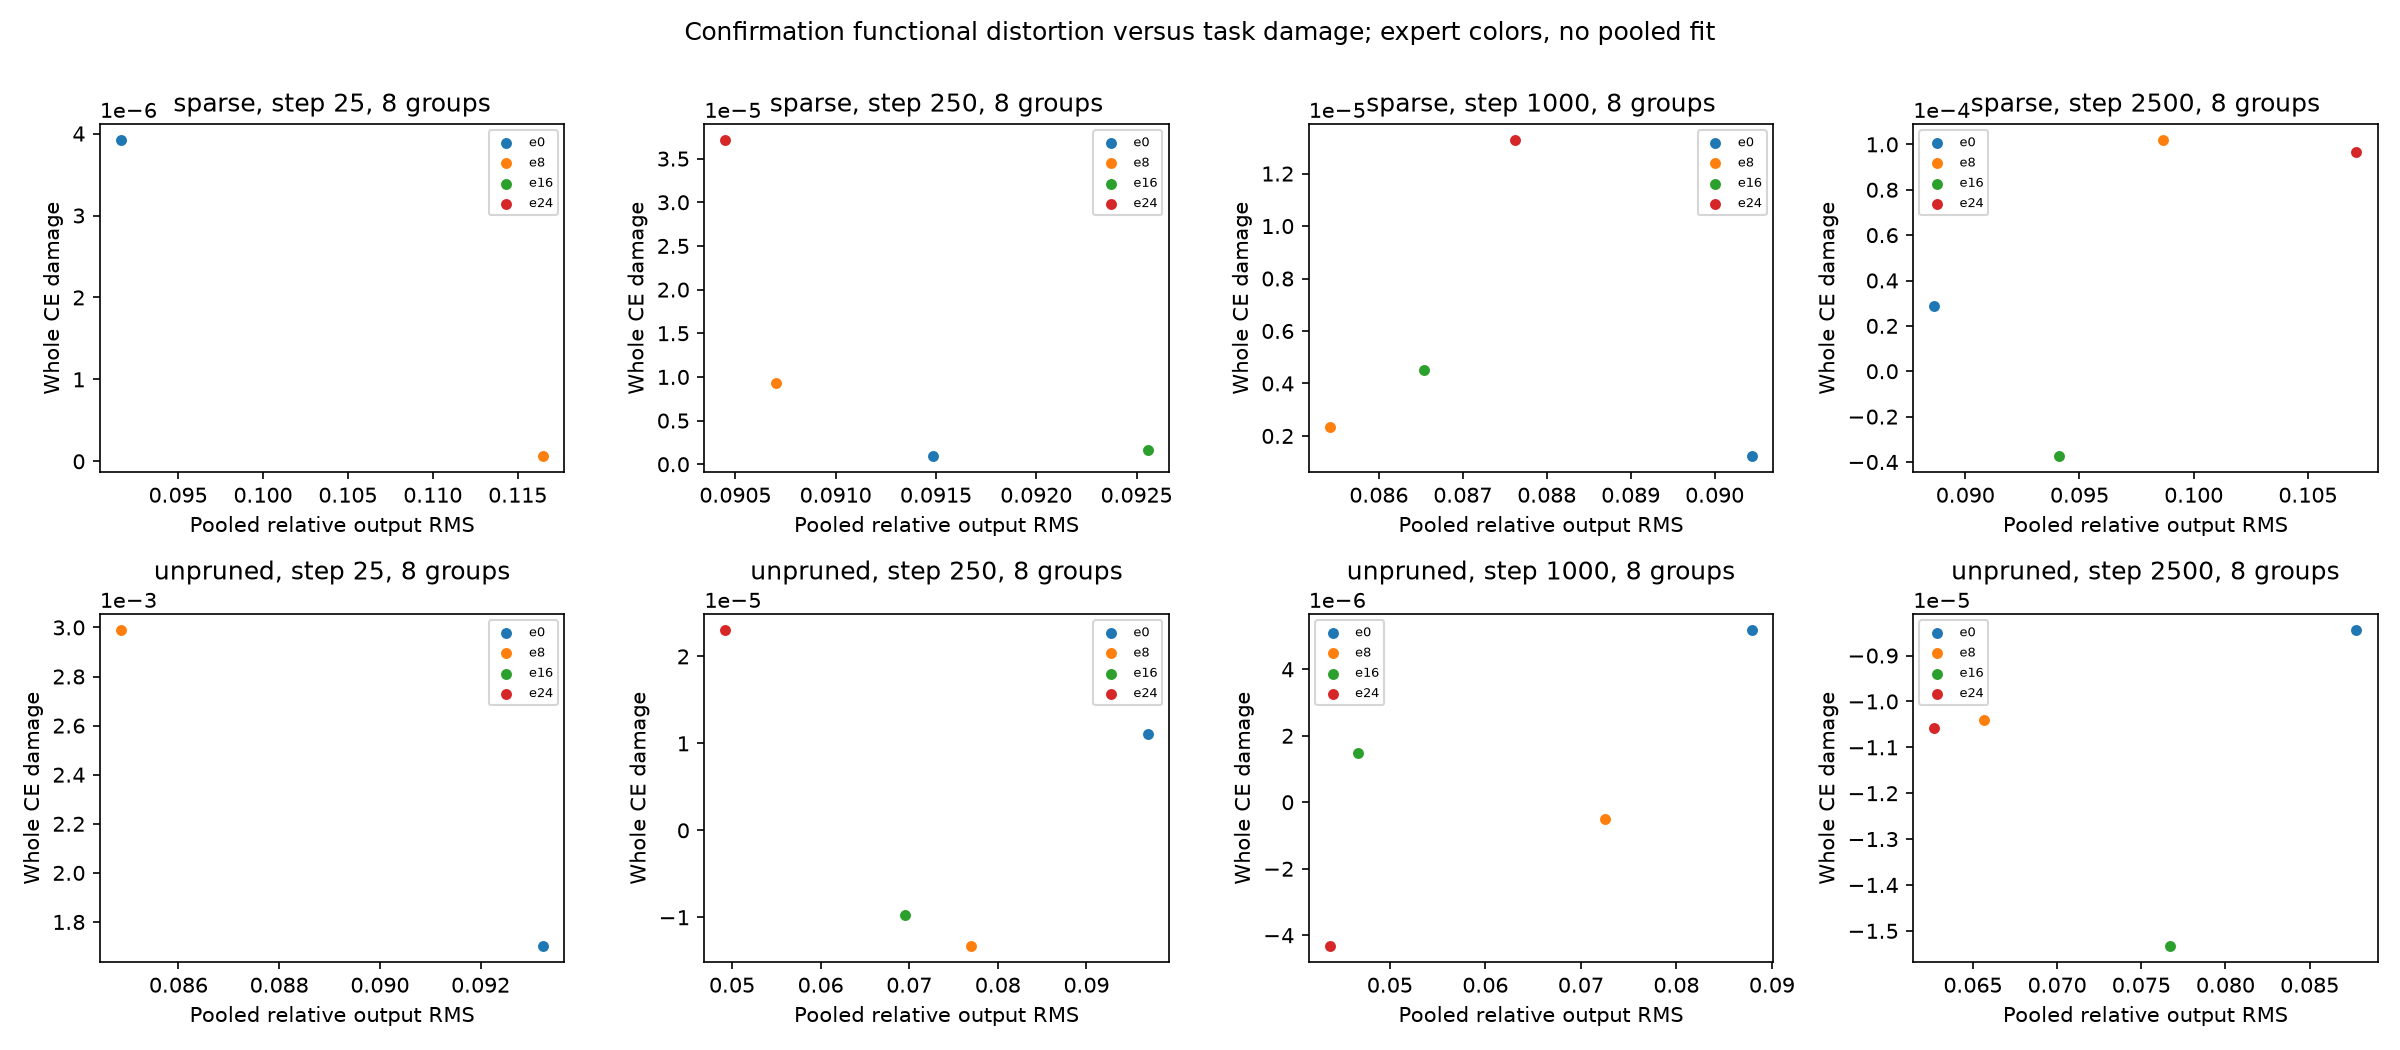 Confirmation functional distortion versus task damage; expert colors, no pooled fit
sparse, step 25, 8 groups
1e−6
4
3
2
1
0
0.095 0.100 0.105 0.110 0.115
Whole CE damage
Pooled relative output RMS
e0
e8
e16
e24
sparse, step 250, 8 groups
1e−5
3.5
3.0
2.5
2.0
1.5
1.0
0.5
0.0
0.0905 0.0910 0.0915 0.0920 0.0925
Whole CE damage
Pooled relative output RMS
e0
e8
e16
e24
sparse, step 1000, 8 groups
1e−5
1.2
1.0
0.8
0.6
0.4
0.2
0.086 0.087 0.088 0.089 0.090
Whole CE damage
Pooled relative output RMS
e0
e8
e16
e24
sparse, step 2500, 8 groups
1e−4
1.0
0.8
0.6
0.4
0.2
0.0
−0.2
−0.4
0.090 0.095 0.100 0.105
Whole CE damage
Pooled relative output RMS
e0
e8
e16
e24
unpruned, step 25, 8 groups
1e−3
3.0
2.8
2.6
2.4
2.2
2.0
1.8
0.086 0.088 0.090 0.092
Whole CE damage
Pooled relative output RMS
e0
e8
e16
e24
unpruned, step 250, 8 groups
1e−5
2
1
0
−1
0.05 0.06 0.07 0.08 0.09
Whole CE damage
Pooled relative output RMS
e0
e8
e16
e24
unpruned, step 1000, 8 groups
1e−6
4
2
0
−2
−4
0.05 0.06 0.07 0.08 0.09
Whole CE damage
Pooled relative output RMS
e0
e8
e16
e24
unpruned, step 2500, 8 groups
1e−5
−0.9
−1.0
−1.1
−1.2
−1.3
−1.4
−1.5
0.065 0.070 0.075 0.080 0.085
Whole CE damage
Pooled relative output RMS
e0
e8
e16
e24